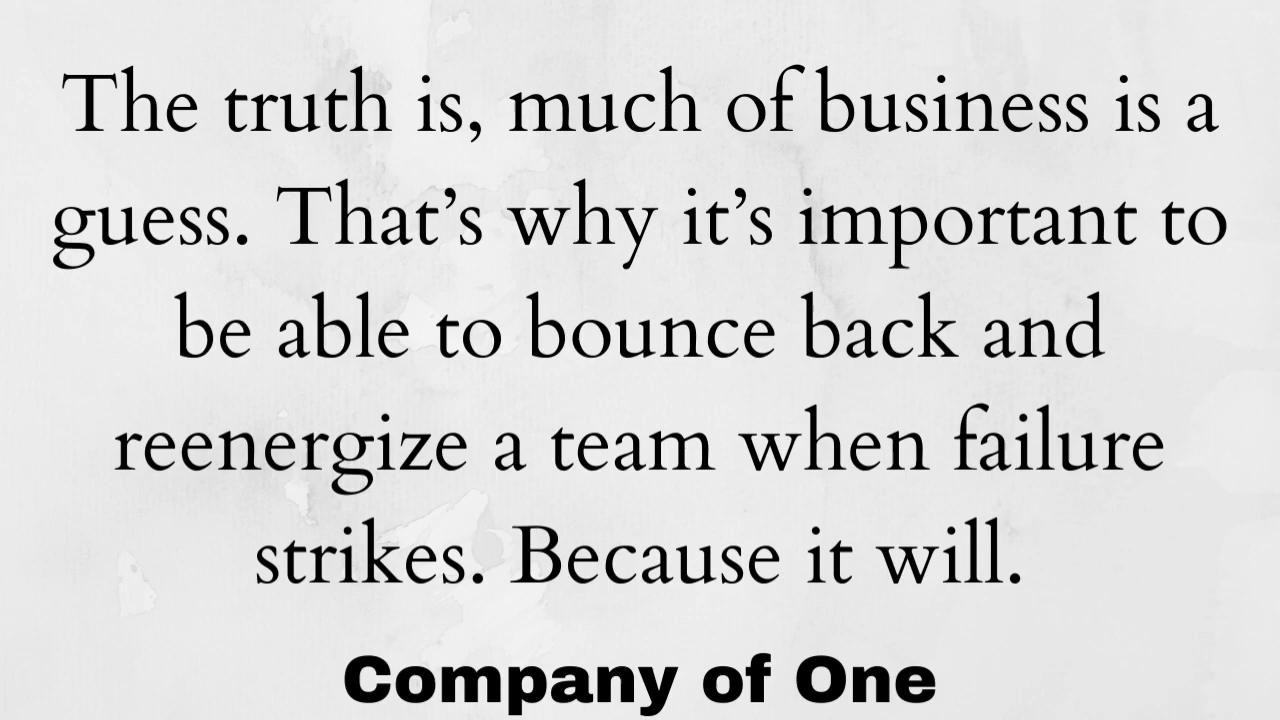 The truth is, much of business is a
guess. That’s why it’s important to
be able to bounce back and
reenergize a team when failure
strikes. Because it will.
Company of One